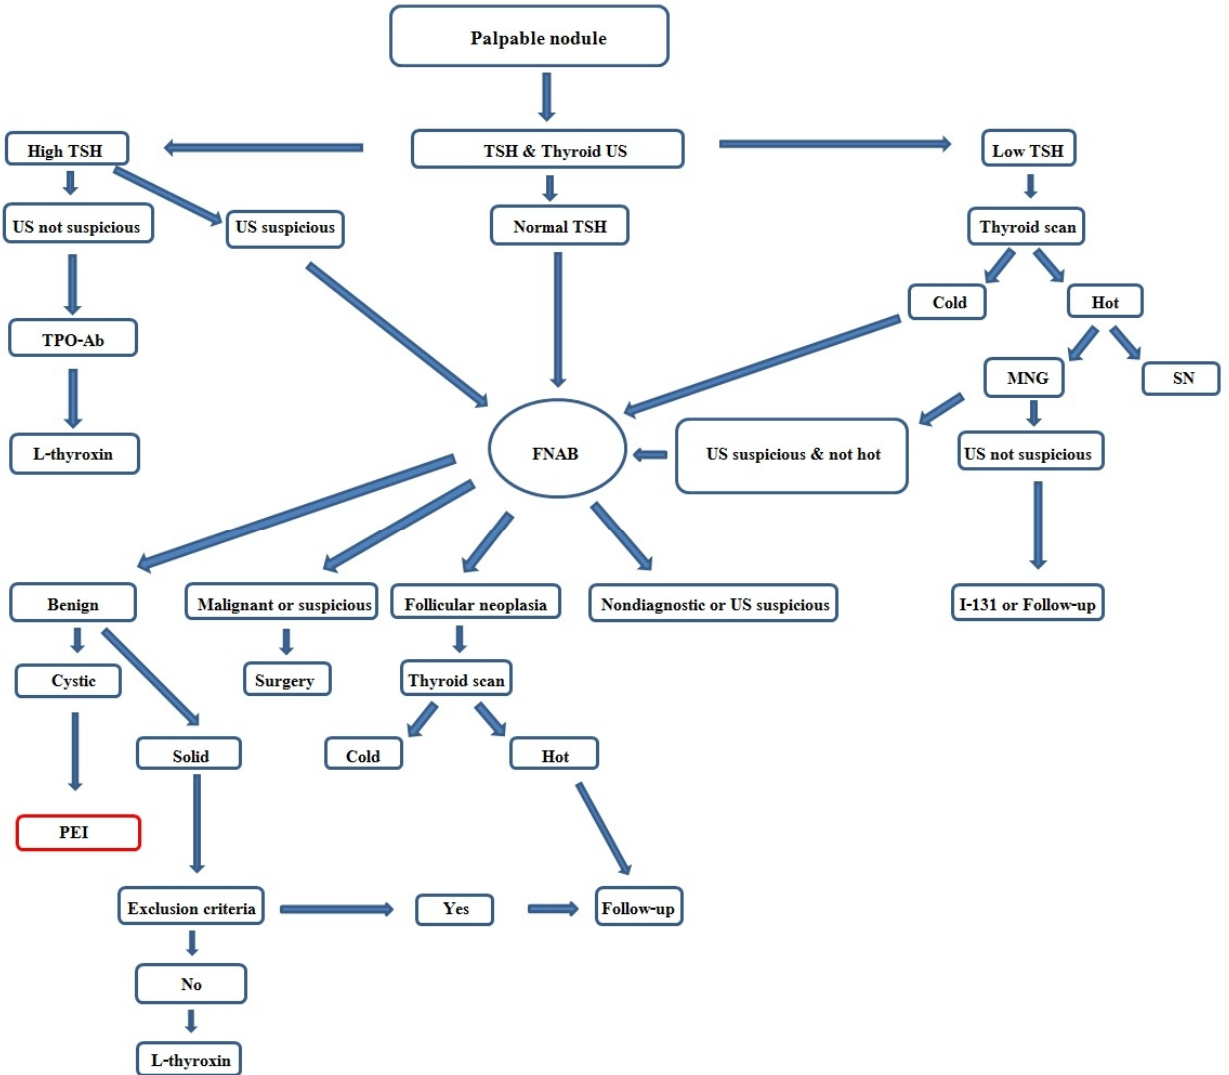 Palpable nodule
High TSH
TSH & Thyroid US
Low TSH
US not suspicious
US suspicious
Normal TSH
Thyroid scan
Cold
Hot
TPO-Ab
MNG
SN
L-thyroxin
FNAB
US suspicious & not hot
US not suspicious
Benign
Malignant or suspicious
Follicular neoplasia
Nondiagnostic or US suspicious
I-131 or Follow-up
Cystic
Surgery
Thyroid scan
Solid
Cold
Hot
PEI
Exclusion criteria
Yes
Follow-up
No
L-thyroxin